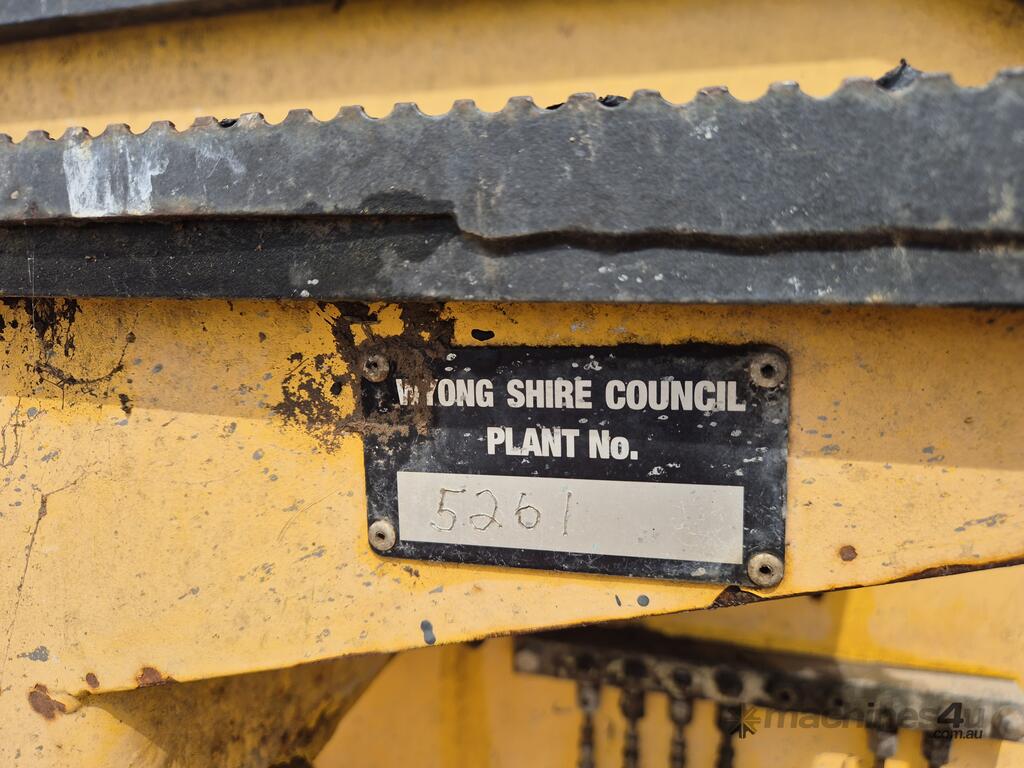 WYONG SHIRE COUNCIL
PLANT No.
5261
machines4u
.com.au